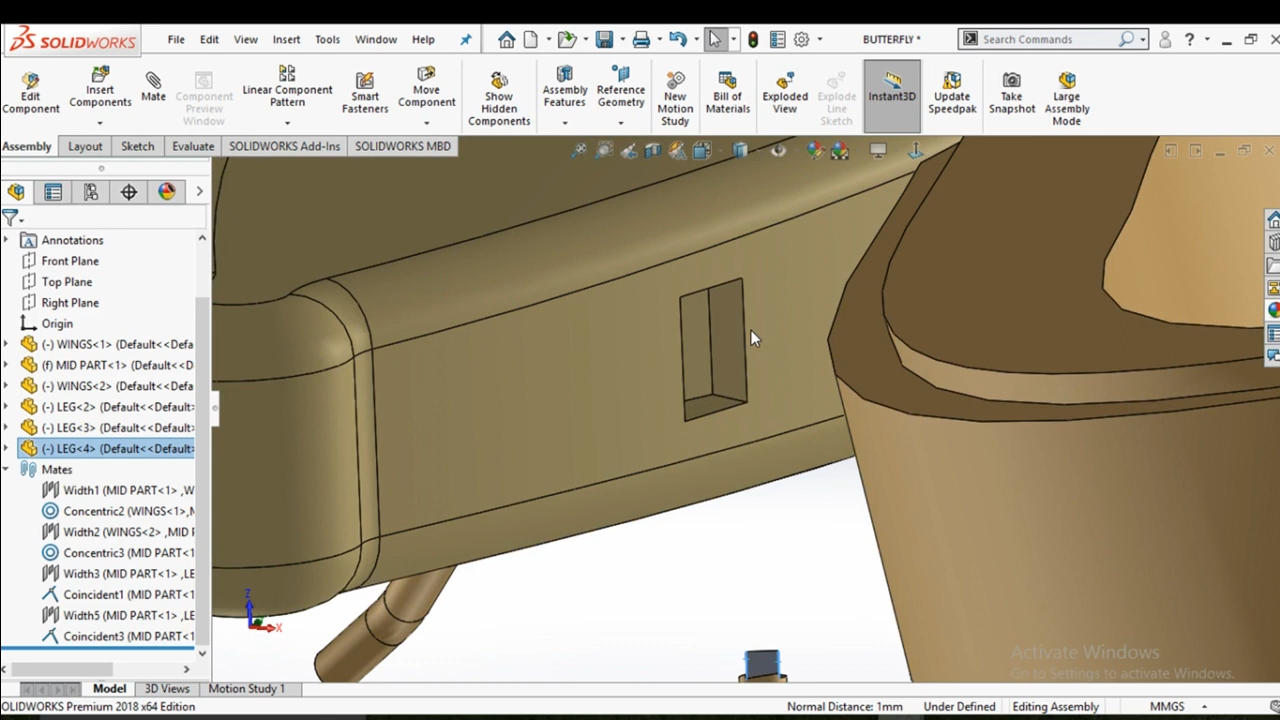 SOLIDWORKS
File Edit View Insert Tools Window Help
BUTTERFLY *
Search Commands
Edit Component
Insert Components
Mate
Component Preview Window
Linear Component Pattern
Smart Fasteners
Move Component
Show Hidden Components
Assembly Features
Reference Geometry
New Motion Study
Bill of Materials
Exploded View
Explode Line Sketch
Instant3D
Update Speedpak
Take Snapshot
Large Assembly Mode
Assembly Layout Sketch Evaluate SOLIDWORKS Add-Ins SOLIDWORKS MBD
Annotations
Front Plane
Top Plane
Right Plane
Origin
(-) WINGS<1> (Default<<Defa
(f) MID PART<1> (Default<<D
(-) WINGS<2> (Default<<Defa
(-) LEG<2> (Default<<Default
(-) LEG<3> (Default<<Default
(-) LEG<4> (Default<<Default
Mates
Width1 (MID PART<1> ,W
Concentric2 (WINGS<1>,M
Width2 (WINGS<2> ,MID P
Concentric3 (MID PART<1
Width3 (MID PART<1> ,LE
Coincident1 (MID PART<1
Width5 (MID PART<1> ,LE
Coincident3 (MID PART<1
Z
X
Activate Windows
Go to Settings to activate Windows.
Model 3D Views Motion Study 1
OLIDWORKS Premium 2018 x64 Edition
Normal Distance: 1mm Under Defined Editing Assembly MMGS